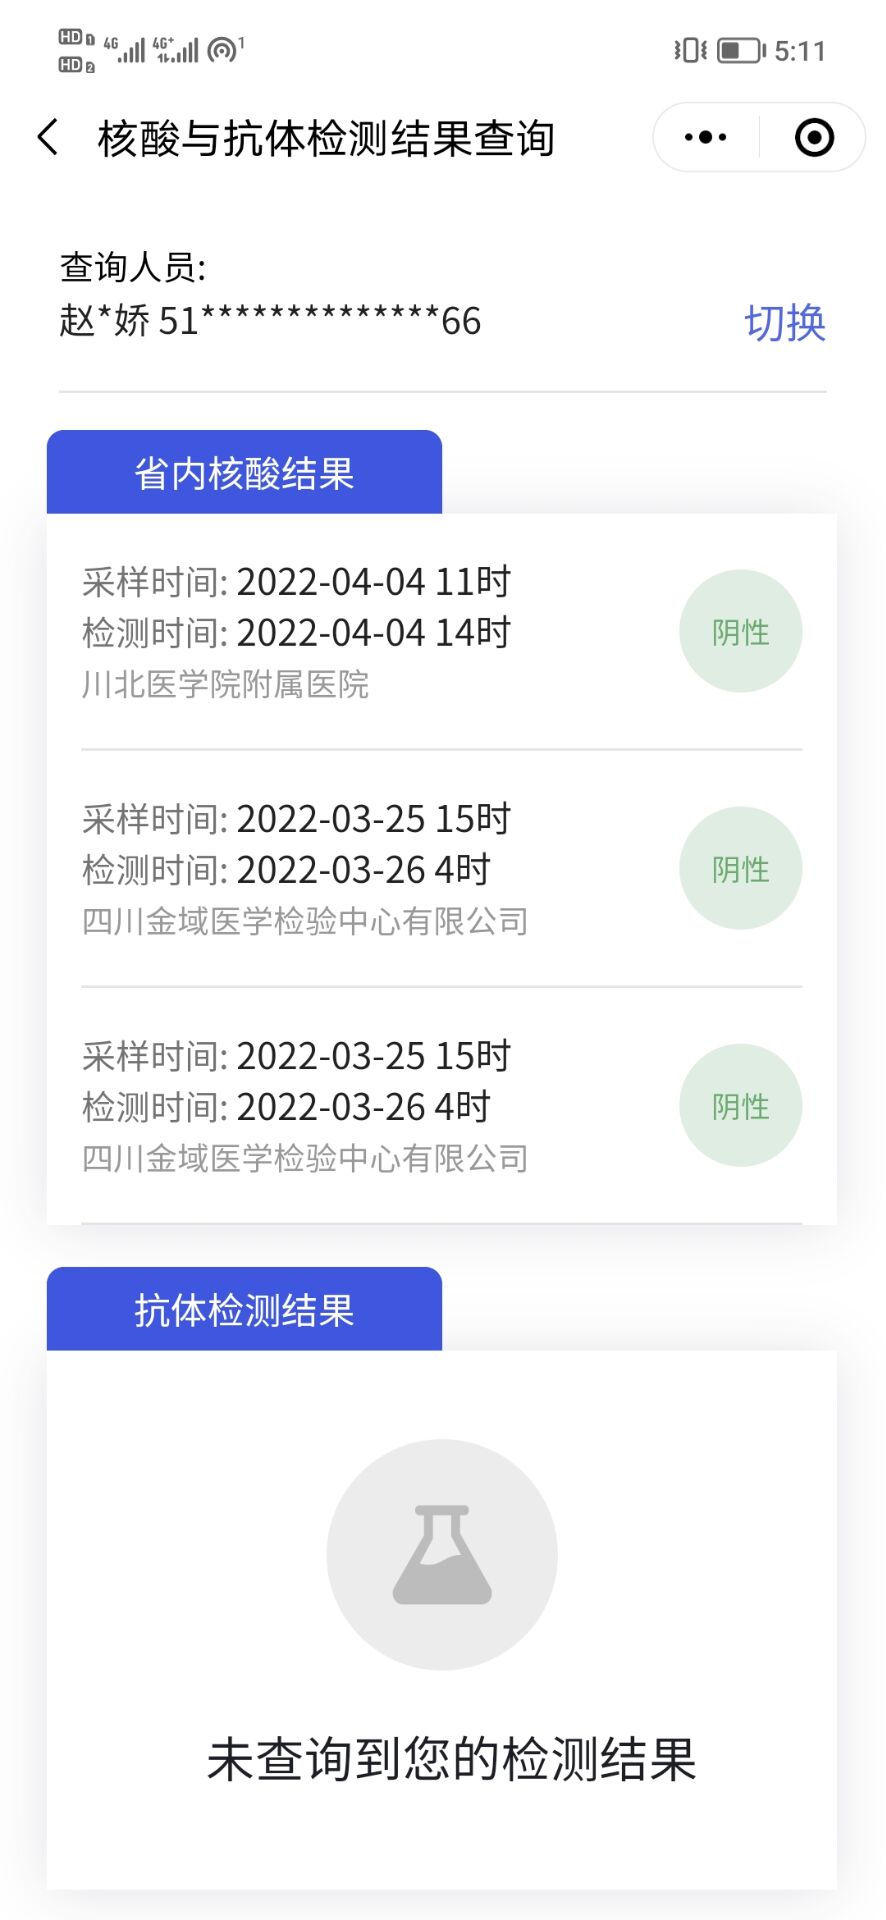 HD 1 4G 4G+ 1 5:11
HD 2
核酸与抗体检测结果查询
查询人员:
赵*娇 51**************66 切换
省内核酸结果
采样时间: 2022-04-04 11时
检测时间: 2022-04-04 14时
阴性
川北医学院附属医院
采样时间: 2022-03-25 15时
检测时间: 2022-03-26 4时
阴性
四川金域医学检验中心有限公司
采样时间: 2022-03-25 15时
检测时间: 2022-03-26 4时
阴性
四川金域医学检验中心有限公司
抗体检测结果
未查询到您的检测结果